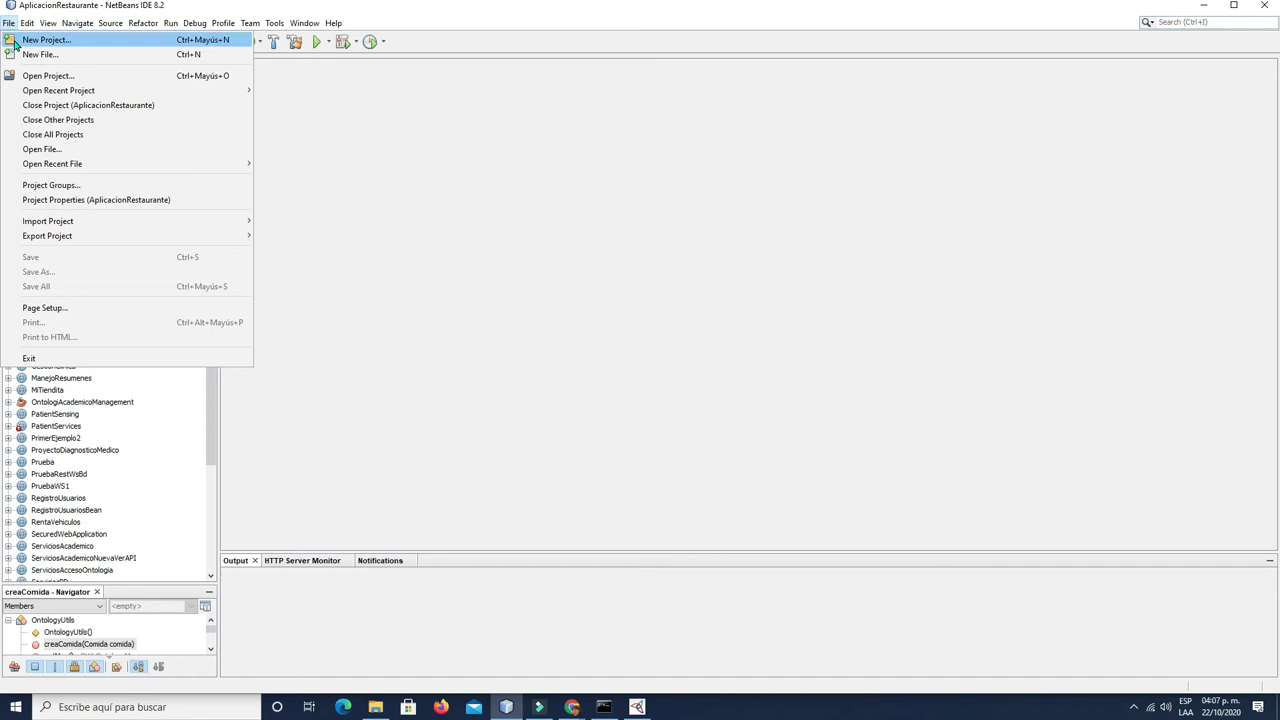 AplicacionRestaurante - NetBeans IDE 8.2
File Edit View Navigate Source Refactor Run Debug Profile Team Tools Window Help
Search (Ctrl+I)
New Project... Ctrl+Mayús+N
New File... Ctrl+N
Open Project... Ctrl+Mayús+O
Open Recent Project
Close Project (AplicacionRestaurante)
Close Other Projects
Close All Projects
Open File...
Open Recent File
Project Groups...
Project Properties (AplicacionRestaurante)
Import Project
Export Project
Save Ctrl+S
Save As...
Save All Ctrl+Mayús+S
Page Setup...
Print... Ctrl+Alt+Mayús+P
Print to HTML...
Exit
ManejoResumenes
MiTiendita
OntologiAcademicoManagement
PatientSensing
PatientServices
PrimerEjemplo2
ProyectoDiagnosticoMedico
Prueba
PruebaRestWsBd
PruebaWS1
RegistroUsuarios
RegistroUsuariosBean
RentaVehiculos
SecuredWebApplication
ServiciosAcademico
ServiciosAcademicoNuevaVerAPI
ServiciosAccesoOntologia
Output HTTP Server Monitor Notifications
creaComida - Navigator
Members <empty>
OntologyUtils
OntologyUtils()
creaComida(Comida comida)
Escribe aquí para buscar
ESP 04:07 p. m.
LAA 22/10/2020